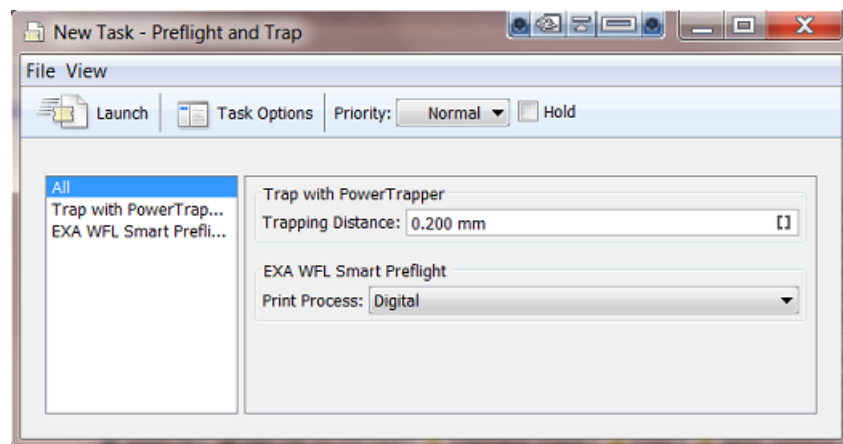 New Task - Preflight and Trap
File View
Launch Task Options Priority: Normal Hold
All
Trap with PowerTrap...
EXA WFL Smart Prefli...
Trap with PowerTrapper
Trapping Distance: 0.200 mm []
EXA WFL Smart Preflight
Print Process: Digital